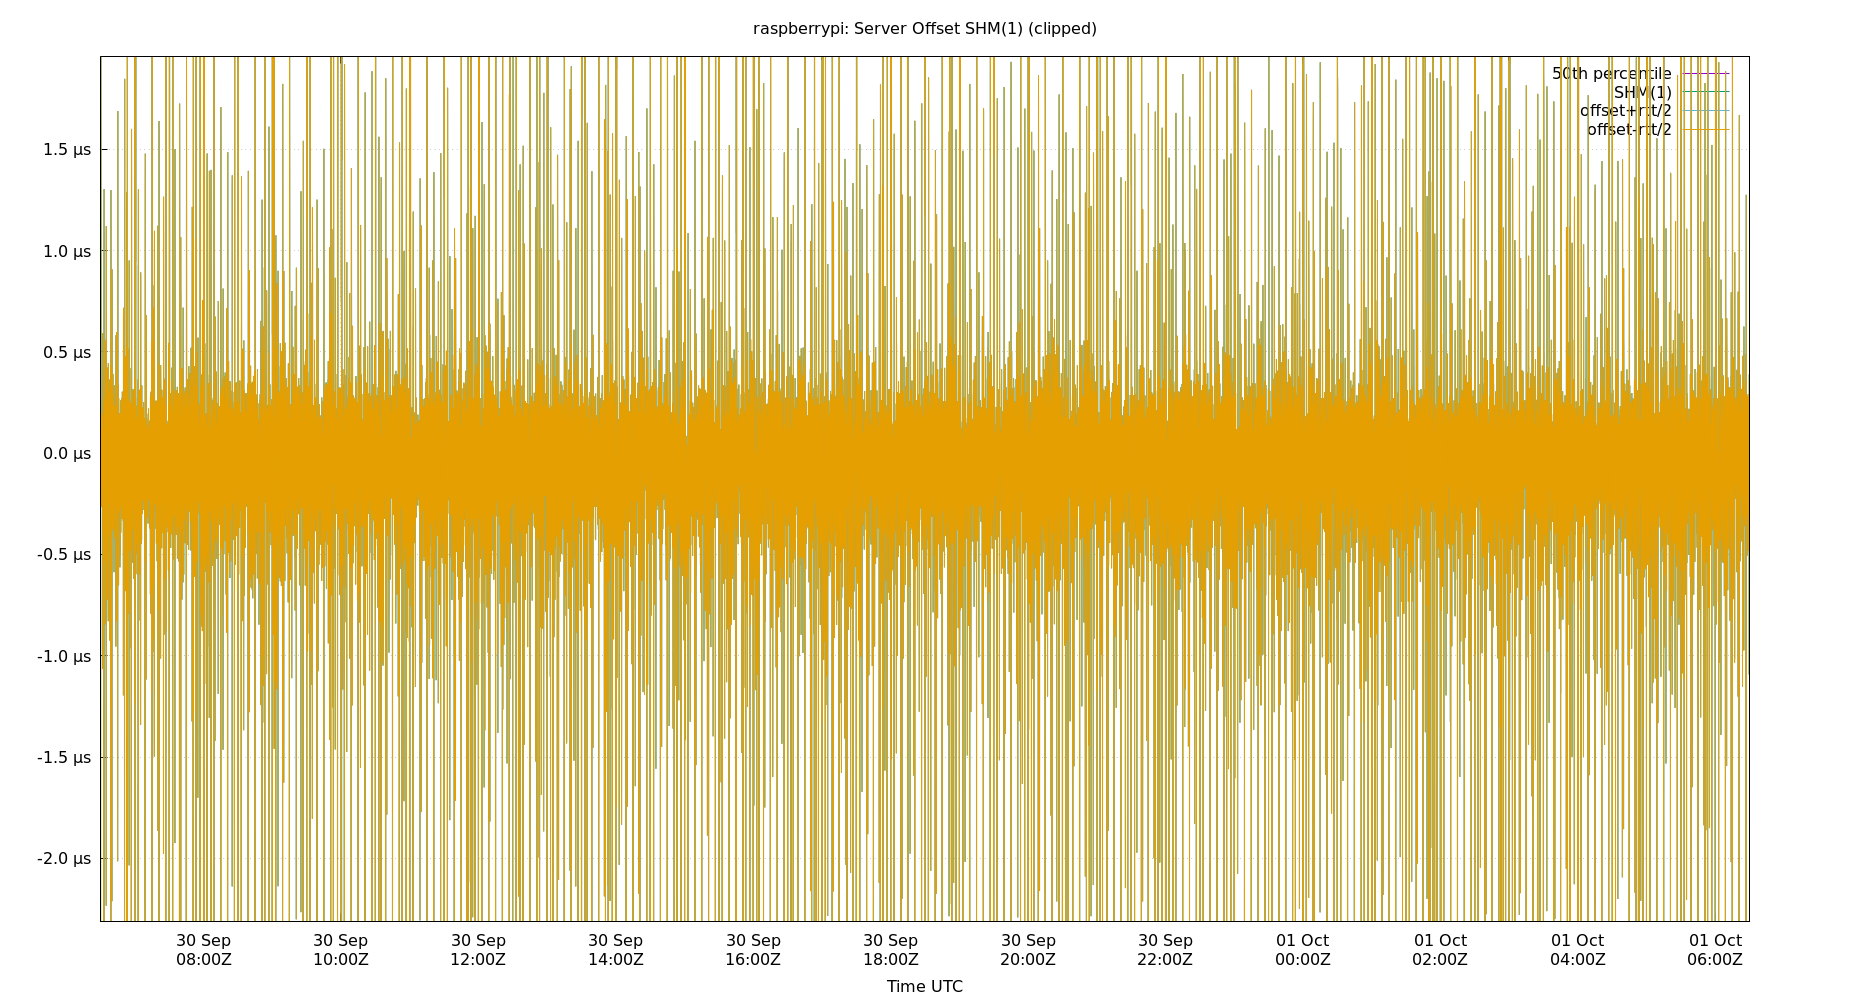 raspberrypi: Server Offset SHM(1) (clipped)
50th percentile
SHM(1)
offset+rtt/2
offset-rtt/2
1.5 µs
1.0 µs
0.5 µs
0.0 µs
-0.5 µs
-1.0 µs
-1.5 µs
-2.0 µs
30 Sep 30 Sep 30 Sep 30 Sep 30 Sep 30 Sep 30 Sep 30 Sep 01 Oct 01 Oct 01 Oct 01 Oct
08:00Z 10:00Z 12:00Z 14:00Z 16:00Z 18:00Z 20:00Z 22:00Z 00:00Z 02:00Z 04:00Z 06:00Z
Time UTC